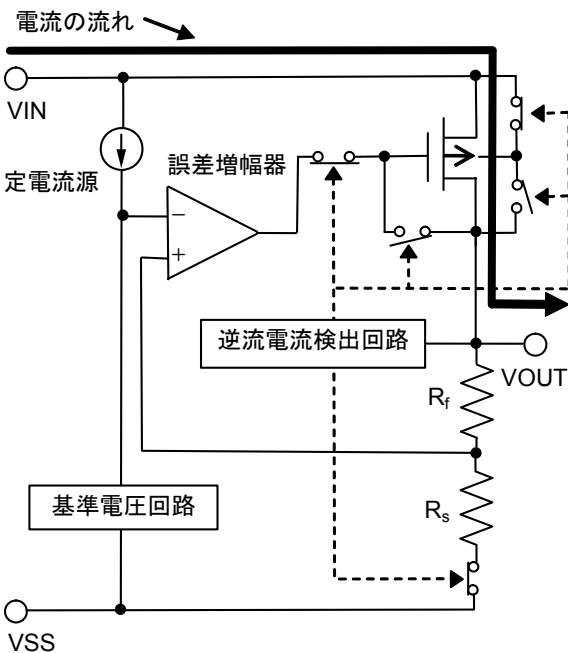 電流の流れ
VIN
定電流源
誤差増幅器
−
+
逆流電流検出回路
VOUT
Rf
基準電圧回路
Rs
VSS